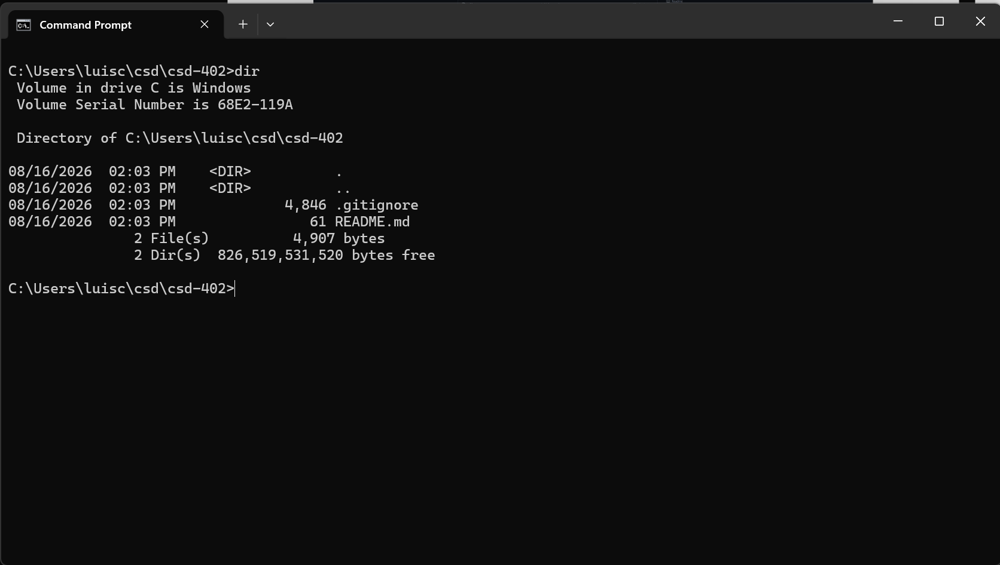 Command Prompt
C:\Users\luisc\csd\csd-402>dir
 Volume in drive C is Windows
 Volume Serial Number is 68E2-119A

 Directory of C:\Users\luisc\csd\csd-402

08/16/2026  02:03 PM    <DIR>          .
08/16/2026  02:03 PM    <DIR>          ..
08/16/2026  02:03 PM             4,846 .gitignore
08/16/2026  02:03 PM                61 README.md
               2 File(s)          4,907 bytes
               2 Dir(s)  826,519,531,520 bytes free

C:\Users\luisc\csd\csd-402>